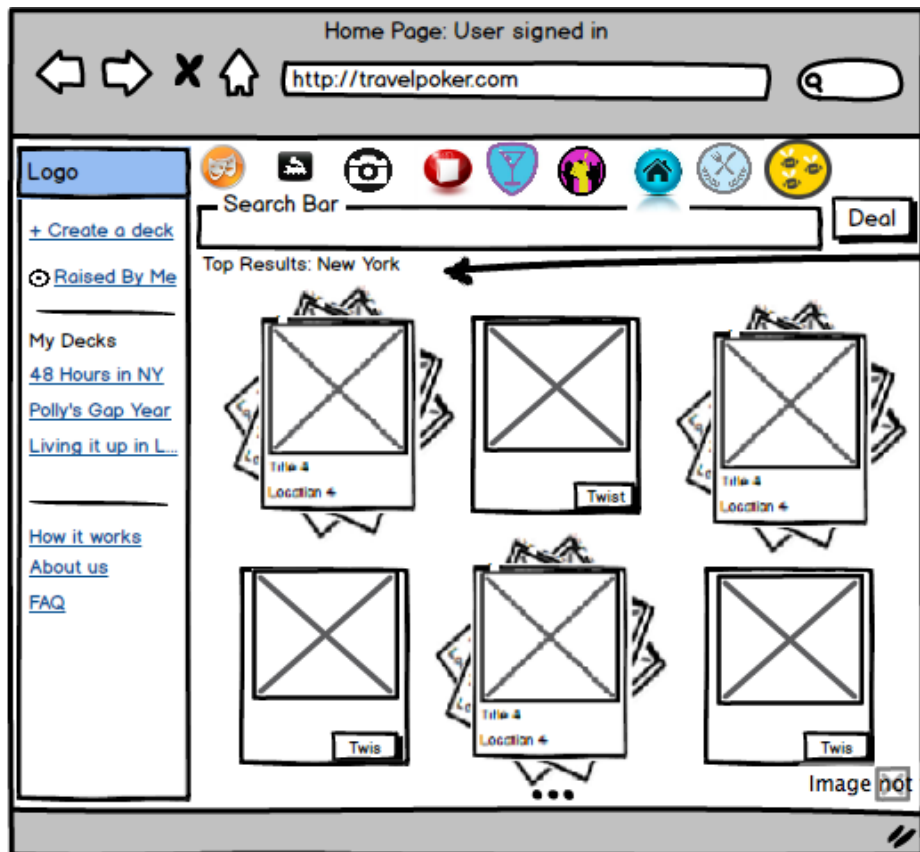 Home Page: User signed in
http://travelpoker.com
Logo
+ Create a deck
Raised By Me
My Decks
48 Hours in NY
Polly's Gap Year
Living it up in L...
How it works
About us
FAQ
Search Bar
Deal
Top Results: New York
Title 4
Location 4
Twist
Title 4
Location 4
Twis
Title 4
Location 4
Twis
Image not